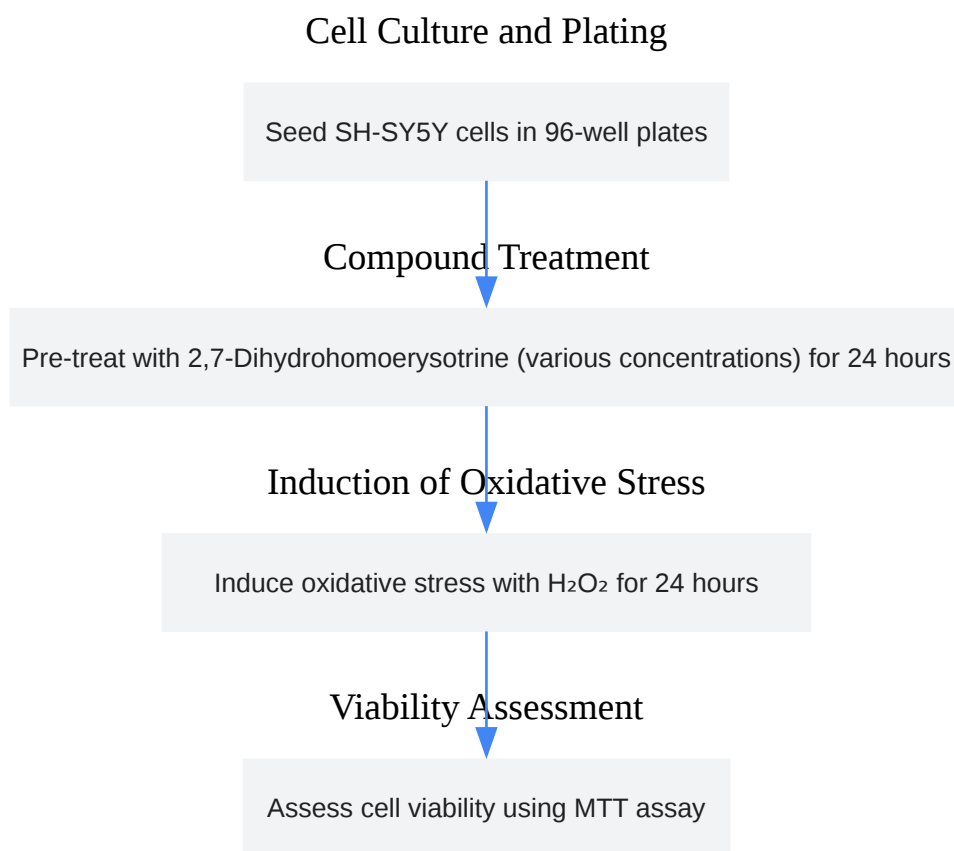 Cell Culture and Plating
Seed SH-SY5Y cells in 96-well plates
Compound Treatment
Pre-treat with 2,7-Dihydrohomoerysotrine (various concentrations) for 24 hours
Induction of Oxidative Stress
Induce oxidative stress with H₂O₂ for 24 hours
Viability Assessment
Assess cell viability using MTT assay